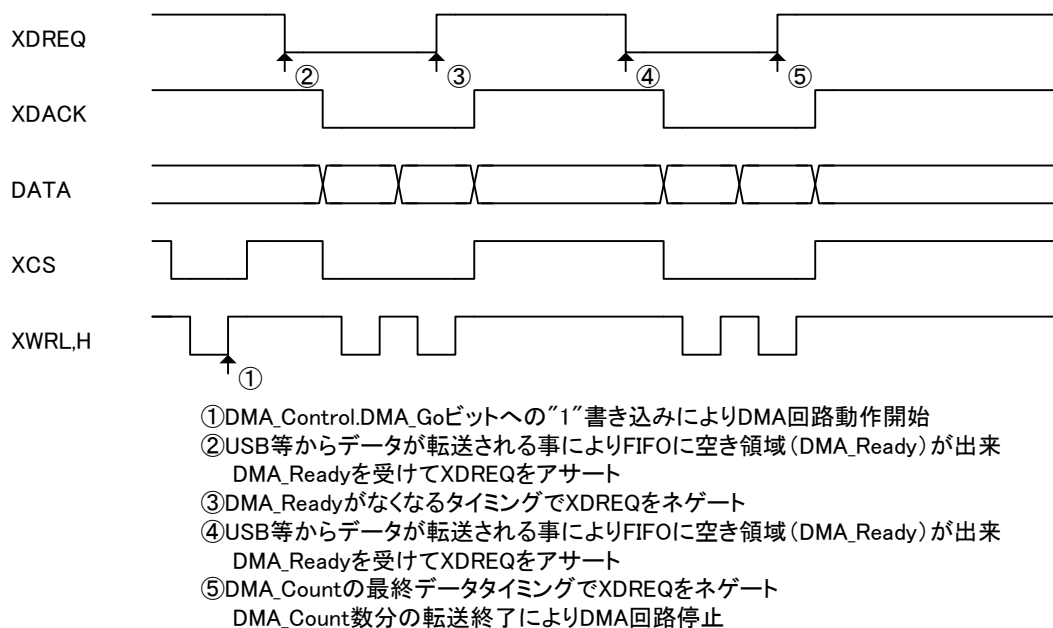 XDREQ
② ③ ④ ⑤
XDACK
DATA
XCS
XWRL,H
①
①DMA_Control.DMA_Goビットへの"1"書き込みによりDMA回路動作開始
②USB等からデータが転送される事によりFIFOに空き領域(DMA_Ready)が出来
DMA_Readyを受けてXDREQをアサート
③DMA_ReadyがなくなるタイミングでXDREQをネゲート
④USB等からデータが転送される事によりFIFOに空き領域(DMA_Ready)が出来
DMA_Readyを受けてXDREQをアサート
⑤DMA_Countの最終データタイミングでXDREQをネゲート
DMA_Count数分の転送終了によりDMA回路停止